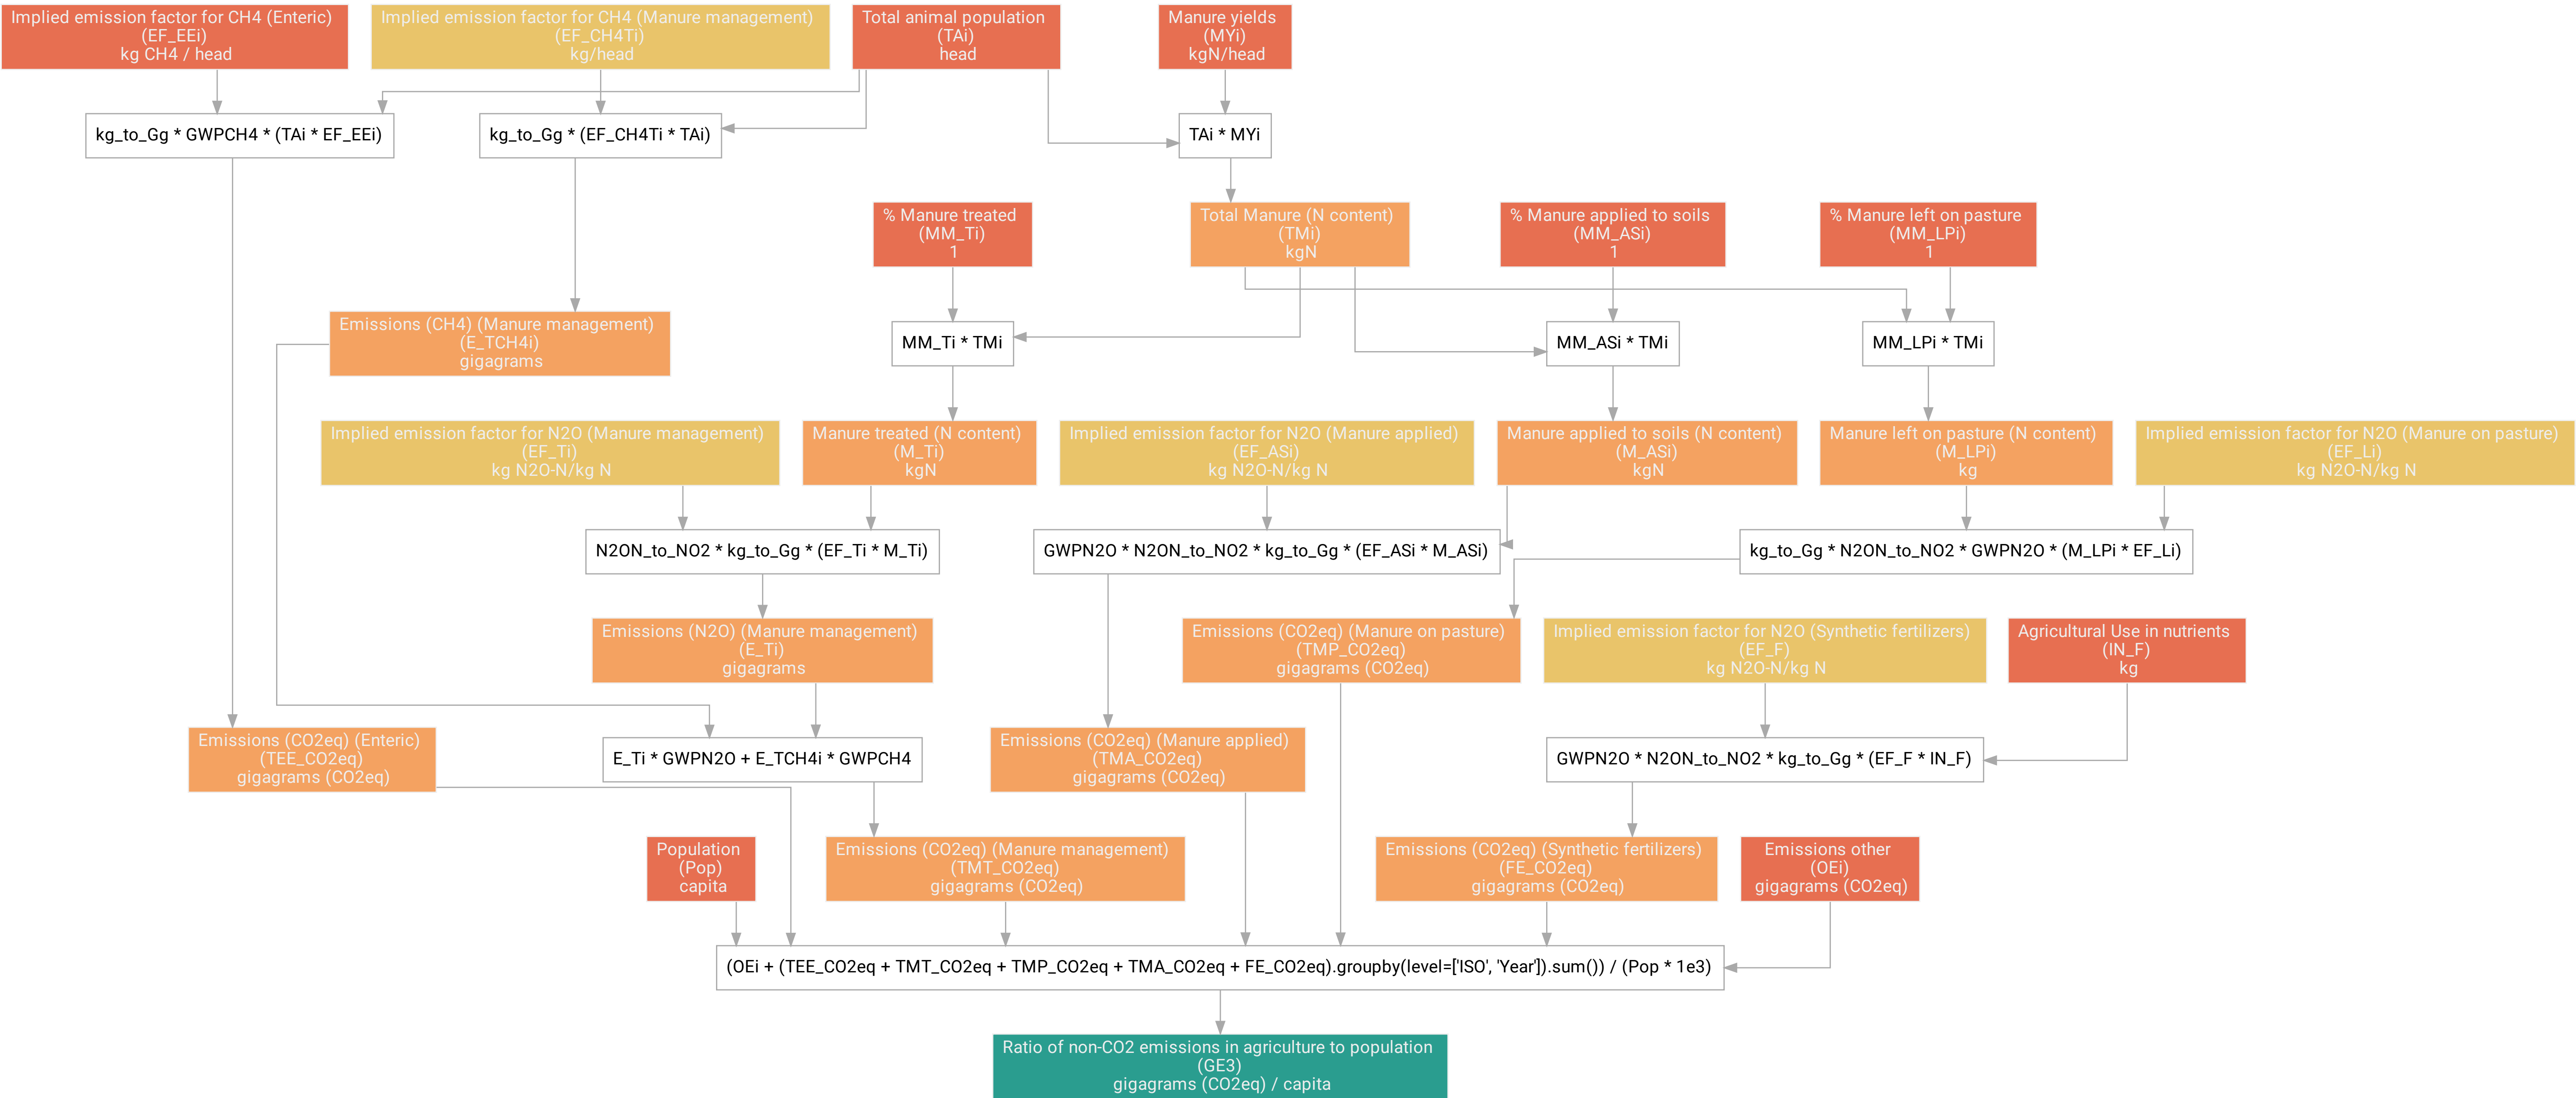 Implied emission factor for CH4 (Enteric)
(EF_EEi)
kg CH4 / head
Implied emission factor for CH4 (Manure management)
(EF_CH4Ti)
kg/head
Total animal population
(TAi)
head
Manure yields
(MYi)
kgN/head
kg_to_Gg * GWPCH4 * (TAi * EF_EEi)
kg_to_Gg * (EF_CH4Ti * TAi)
TAi * MYi
% Manure treated
(MM_Ti)
1
Total Manure (N content)
(TMi)
kgN
% Manure applied to soils
(MM_ASi)
1
% Manure left on pasture
(MM_LPi)
1
Emissions (CH4) (Manure management)
(E_TCH4i)
gigagrams
MM_Ti * TMi
MM_ASi * TMi
MM_LPi * TMi
Implied emission factor for N2O (Manure management)
(EF_Ti)
kg N2O-N/kg N
Manure treated (N content)
(M_Ti)
kgN
Implied emission factor for N2O (Manure applied)
(EF_ASi)
kg N2O-N/kg N
Manure applied to soils (N content)
(M_ASi)
kgN
Manure left on pasture (N content)
(M_LPi)
kg
Implied emission factor for N2O (Manure on pasture)
(EF_Li)
kg N2O-N/kg N
N2ON_to_NO2 * kg_to_Gg * (EF_Ti * M_Ti)
GWPN2O * N2ON_to_NO2 * kg_to_Gg * (EF_ASi * M_ASi)
kg_to_Gg * N2ON_to_NO2 * GWPN2O * (M_LPi * EF_Li)
Emissions (N2O) (Manure management)
(E_Ti)
gigagrams
Emissions (CO2eq) (Manure on pasture)
(TMP_CO2eq)
gigagrams (CO2eq)
Implied emission factor for N2O (Synthetic fertilizers)
(EF_F)
kg N2O-N/kg N
Agricultural Use in nutrients
(IN_F)
kg
Emissions (CO2eq) (Enteric)
(TEE_CO2eq)
gigagrams (CO2eq)
E_Ti * GWPN2O + E_TCH4i * GWPCH4
Emissions (CO2eq) (Manure applied)
(TMA_CO2eq)
gigagrams (CO2eq)
GWPN2O * N2ON_to_NO2 * kg_to_Gg * (EF_F * IN_F)
Population
(Pop)
capita
Emissions (CO2eq) (Manure management)
(TMT_CO2eq)
gigagrams (CO2eq)
Emissions (CO2eq) (Synthetic fertilizers)
(FE_CO2eq)
gigagrams (CO2eq)
Emissions other
(OEi)
gigagrams (CO2eq)
(OEi + (TEE_CO2eq + TMT_CO2eq + TMP_CO2eq + TMA_CO2eq + FE_CO2eq).groupby(level=['ISO', 'Year']).sum()) / (Pop * 1e3)
Ratio of non-CO2 emissions in agriculture to population
(GE3)
gigagrams (CO2eq) / capita